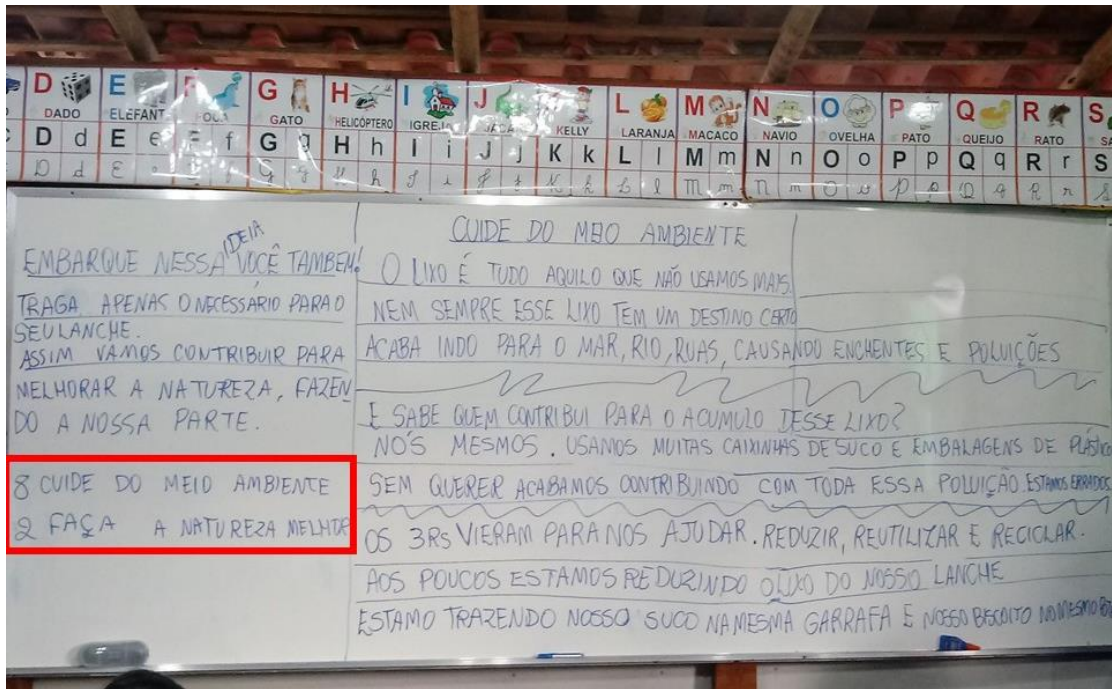 D E F G H I J K L M N O P Q R S
DADO ELEFANT FOCA GATO HELICÓPTERO IGREJA JACA KELLY LARANJA MACACO NAVIO OVELHA PATO QUEIJO RATO
D d E e F f G g H h I i J j K k L l M m N n O o P p Q q R r S
D d E e F f G g H h I i J j K k L l M m N n O o P p Q q R r
IDEIA
EMBARQUE NESSA VOCÊ TAMBEM!
TRAGA APENAS O NECESSÁRIO PARA O
SEU LANCHE.
ASSIM VAMOS CONTRIBUIR PARA
MELHORAR A NATUREZA, FAZEN
DO A NOSSA PARTE.
8 CUIDE DO MEIO AMBIENTE
2 FAÇA A NATUREZA MELHOR
CUIDE DO MEIO AMBIENTE
O LIXO É TUDO AQUILO QUE NÃO USAMOS MAIS.
NEM SEMPRE ESSE LIXO TEM UM DESTINO CERTO
ACABA INDO PARA O MAR, RIO, RUAS, CAUSANDO ENCHENTES E POLUIÇÕES
E SABE QUEM CONTRIBUI PARA O ACUMULO DESSE LIXO?
NÓS MESMOS. USAMOS MUITAS CAIXINHAS DE SUCO E EMBALAGENS DE PLÁSTICO
SEM QUERER ACABAMOS CONTRIBUINDO COM TODA ESSA POLUIÇÃO. ESTAMOS ERRADOS
OS 3RS VIERAM PARA NOS AJUDAR. REDUZIR, REUTILIZAR E RECICLAR.
AOS POUCOS ESTAMOS REDUZINDO O LIXO DO NOSSO LANCHE
ESTAMO TRAZENDO NOSSO SUCO NA MESMA GARRAFA E NOSSO BISCOITO NO MESMO